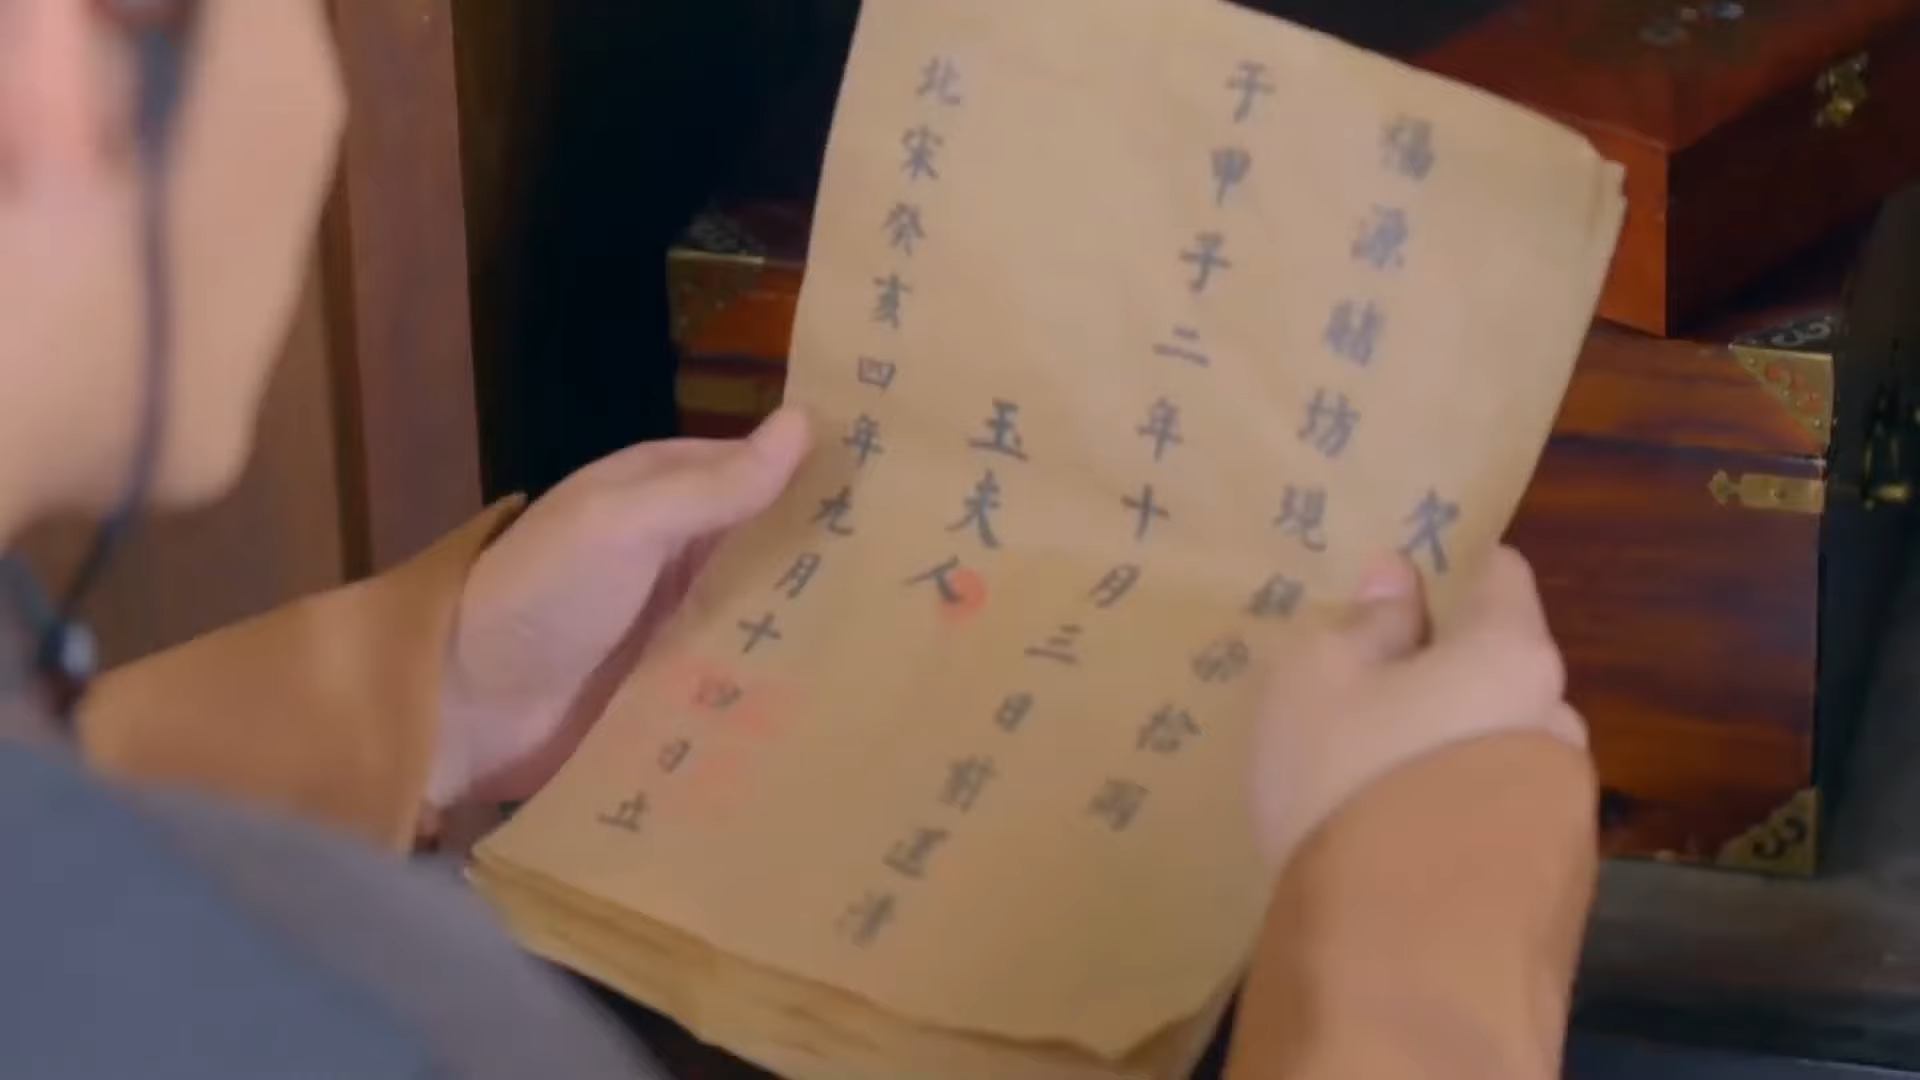 欠
福源賭坊現銀拾兩
于甲子二年十月三日前還清
玉夫人
北宋癸亥四年九月十四日立